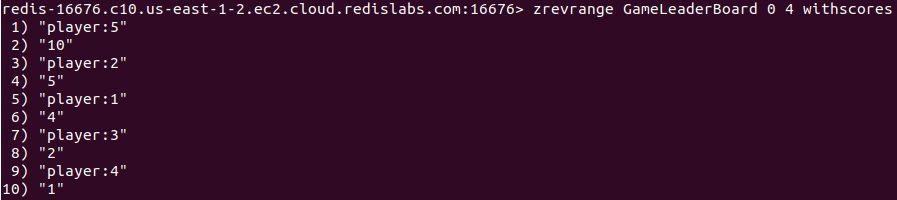 redis-16676.c10.us-east-1-2.ec2.cloud.redislabs.com:16676> zrevrange GameLeaderBoard 0 4 withscores
 1) "player:5"
 2) "10"
 3) "player:2"
 4) "5"
 5) "player:1"
 6) "4"
 7) "player:3"
 8) "2"
 9) "player:4"
10) "1"